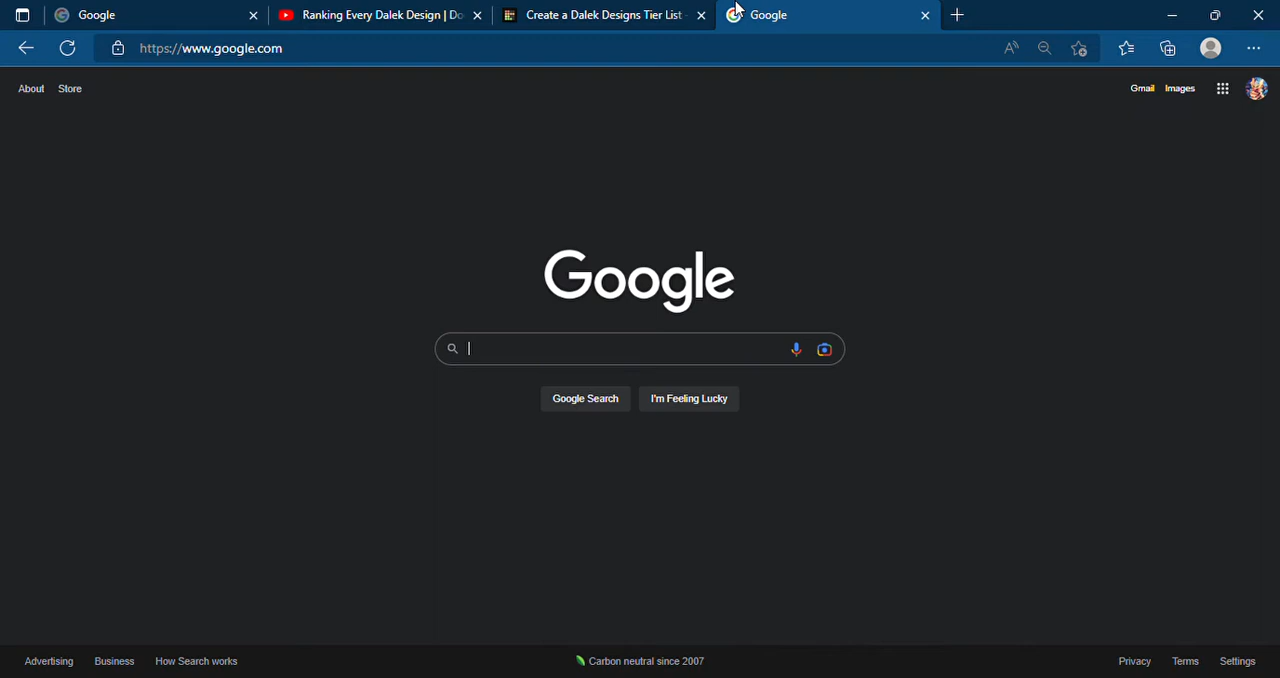 Google
Ranking Every Dalek Design | Do
Create a Dalek Designs Tier List -
Google
https://www.google.com
About Store
Gmail Images
Google
Google Search I'm Feeling Lucky
Advertising Business How Search works
Carbon neutral since 2007
Privacy Terms Settings